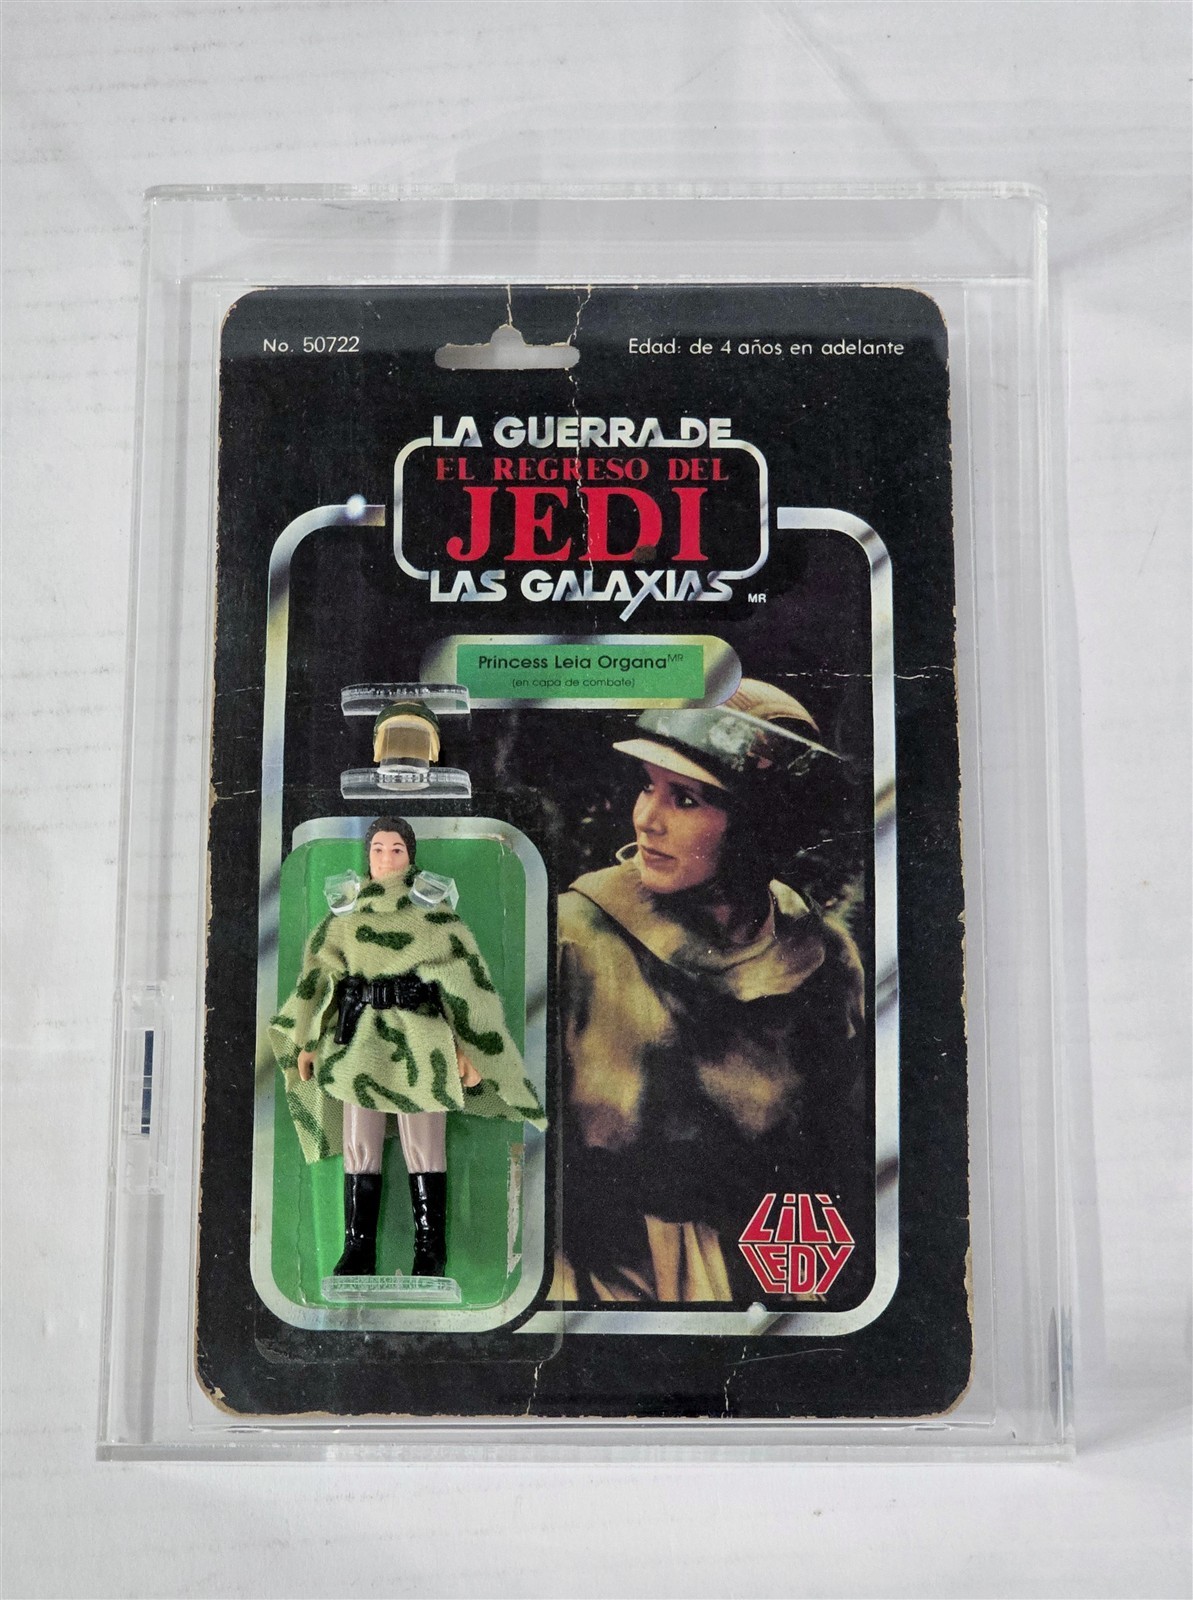 No. 50722
Edad: de 4 años en adelante
LA GUERRA DE
EL REGRESO DEL
JEDI
LAS GALAXIAS MR
Princess Leia Organa MR
(en capa de combate)
LILI
LEDY